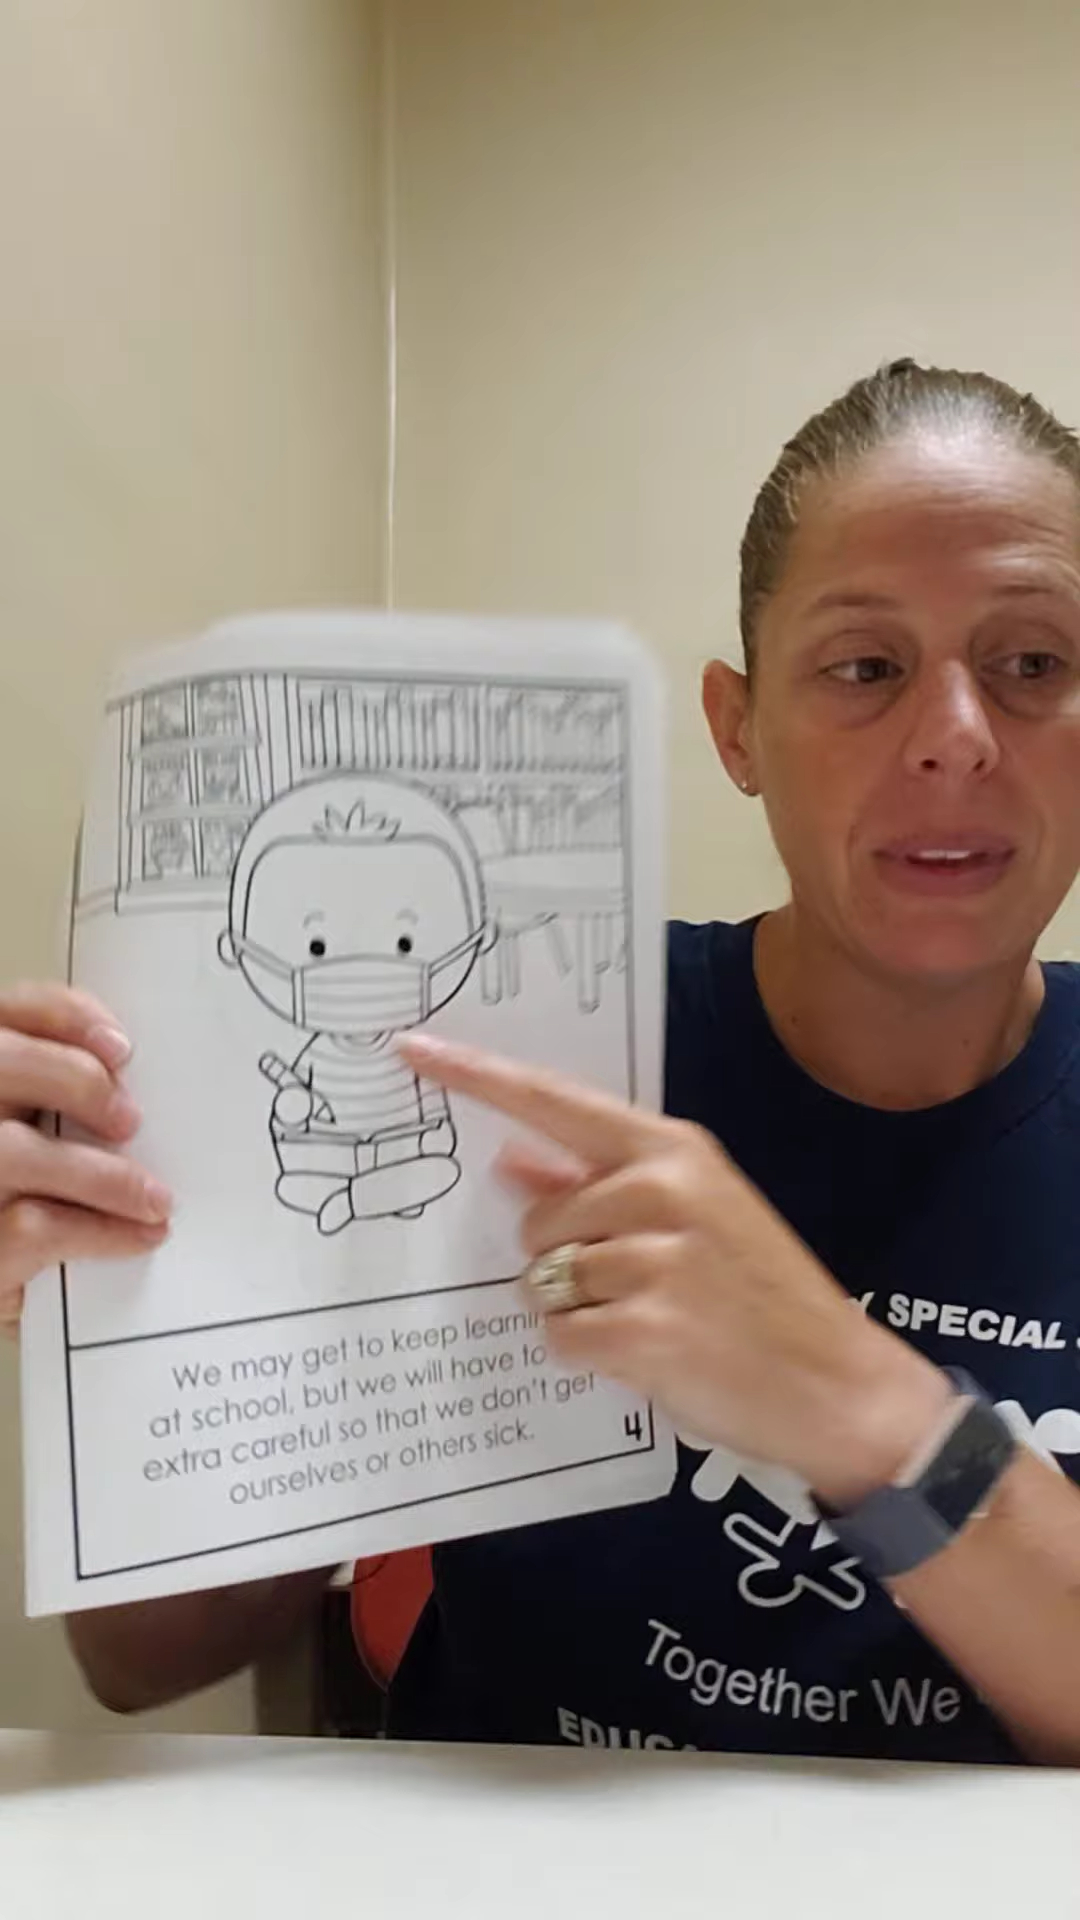 We may get to keep learnin
at school, but we will have to
extra careful so that we don't get
ourselves or others sick.
4
SPECIAL
Together We
EDUCA